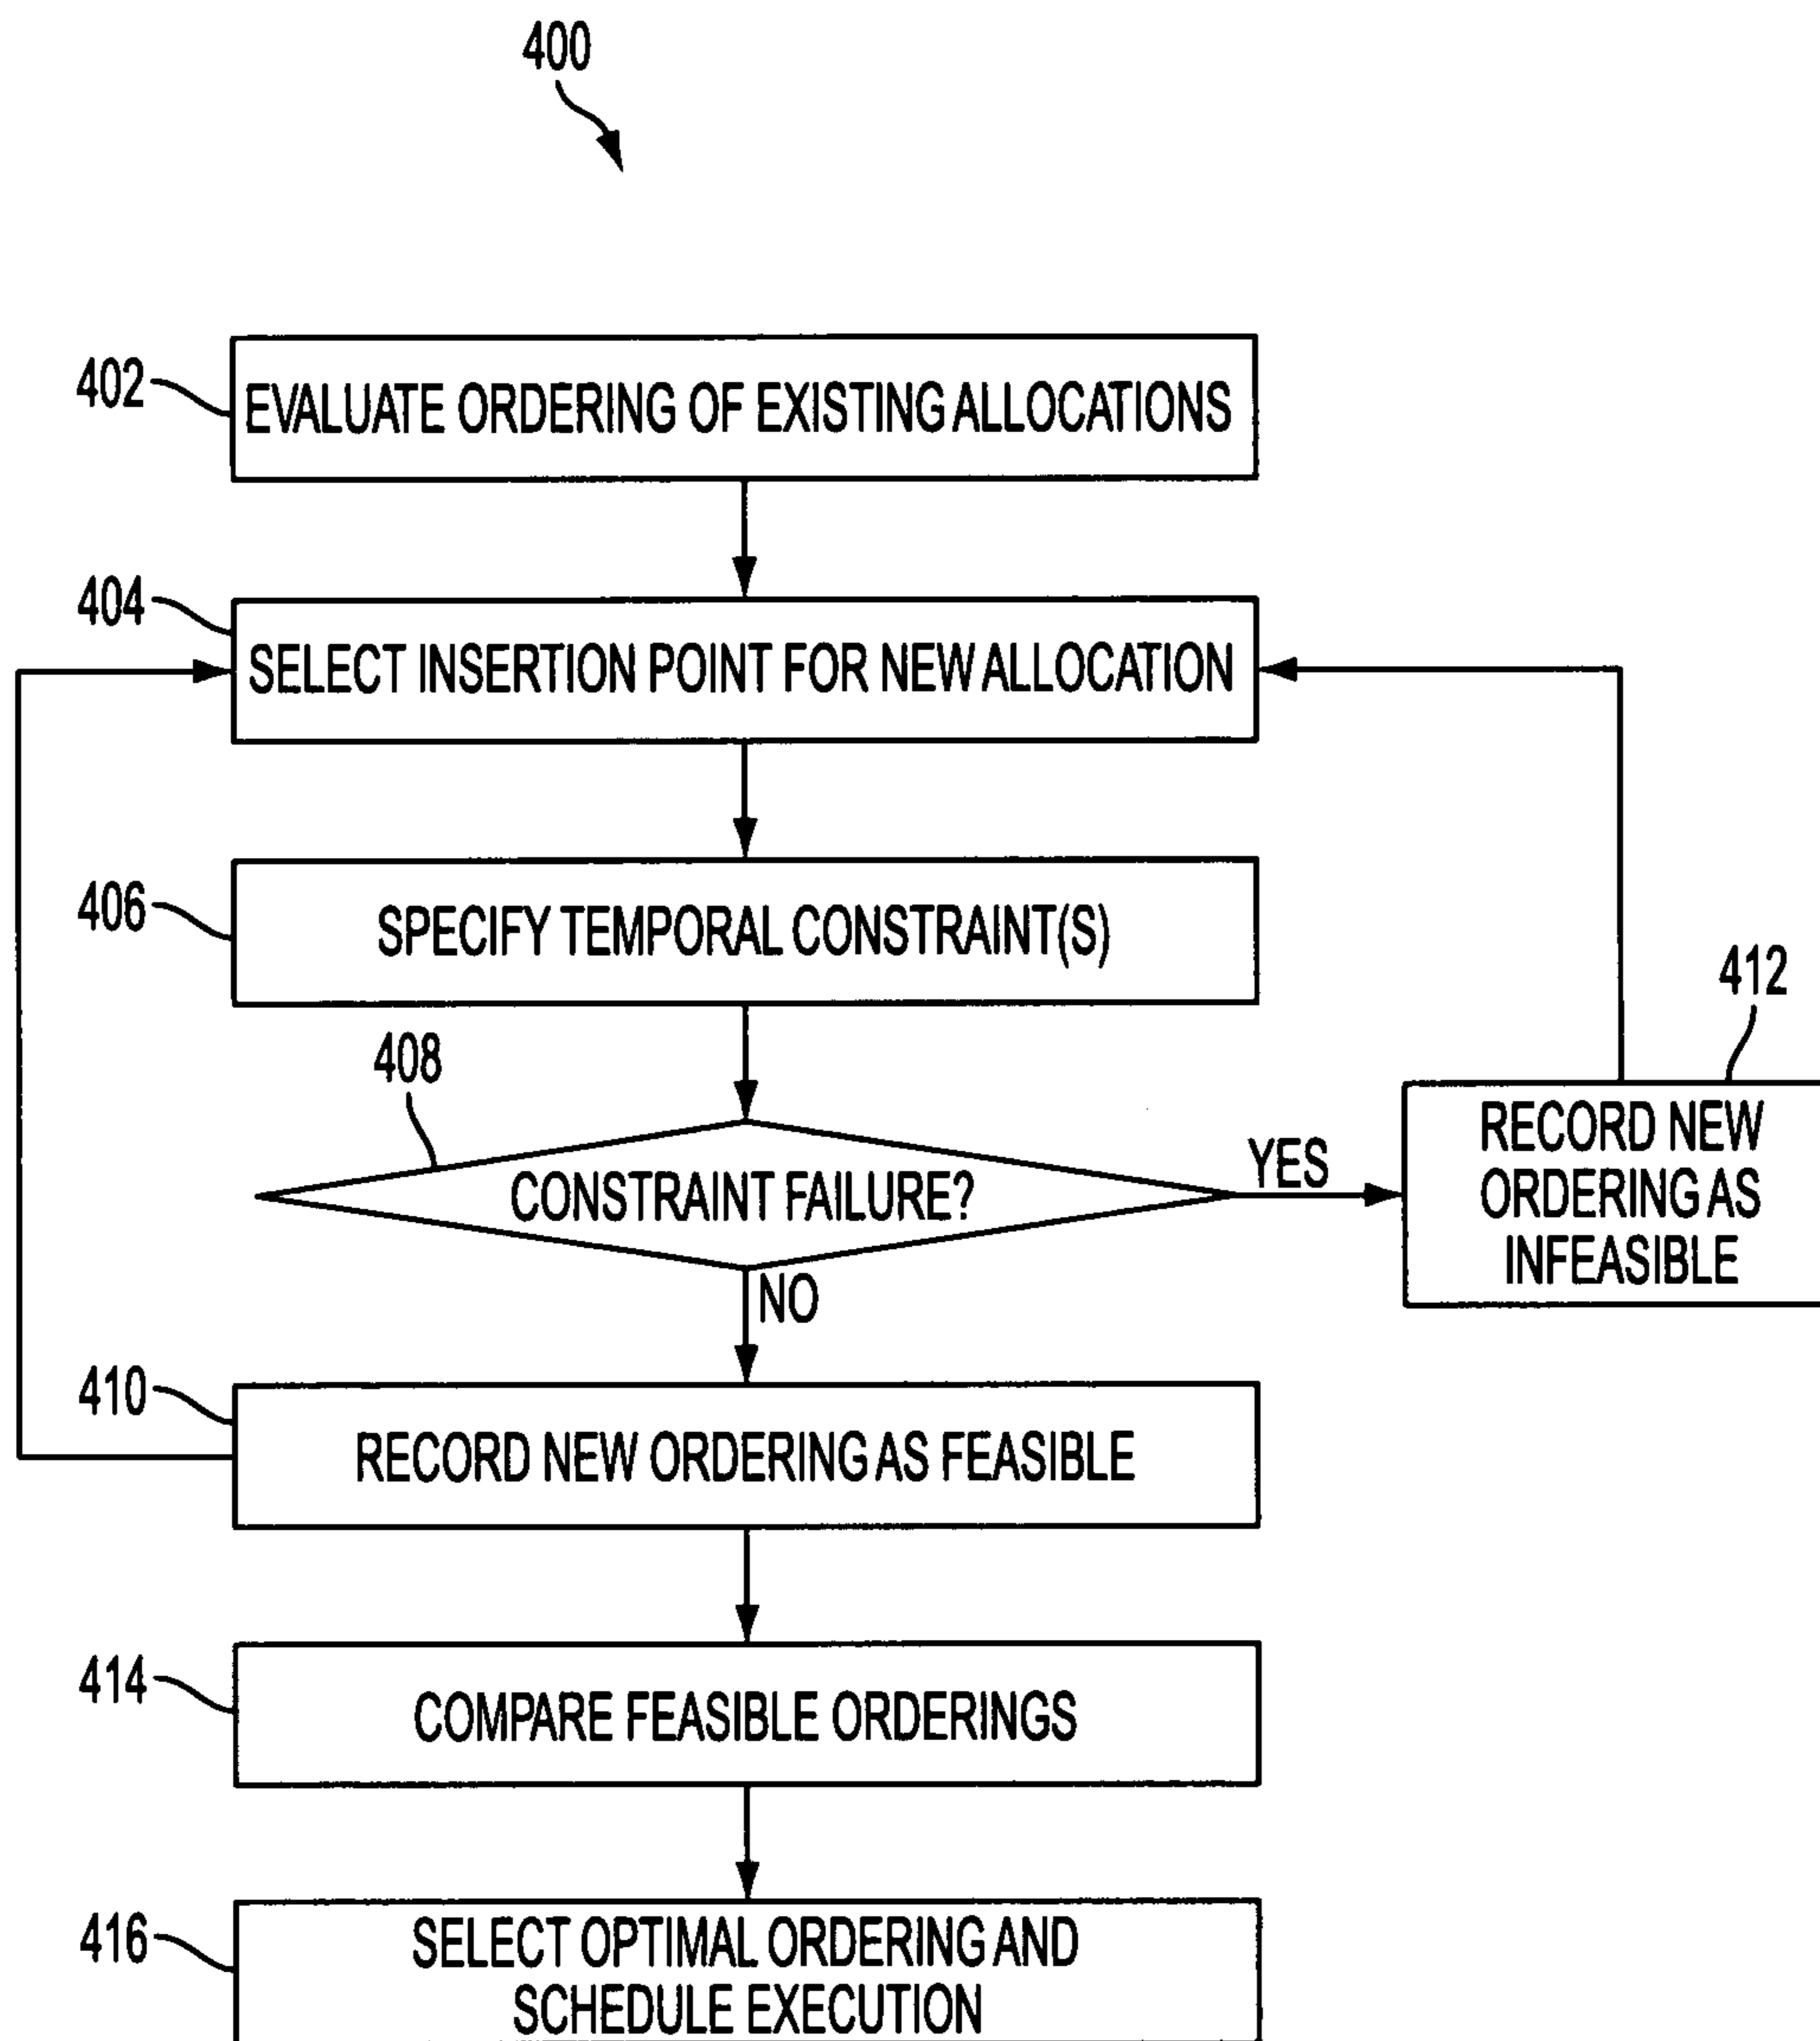 400
402
EVALUATE ORDERING OF EXISTING ALLOCATIONS
404
SELECT INSERTION POINT FOR NEW ALLOCATION
406
SPECIFY TEMPORAL CONSTRAINT(S)
408
CONSTRAINT FAILURE?
YES
412
RECORD NEW
ORDERING AS
INFEASIBLE
NO
410
RECORD NEW ORDERING AS FEASIBLE
414
COMPARE FEASIBLE ORDERINGS
416
SELECT OPTIMAL ORDERING AND
SCHEDULE EXECUTION